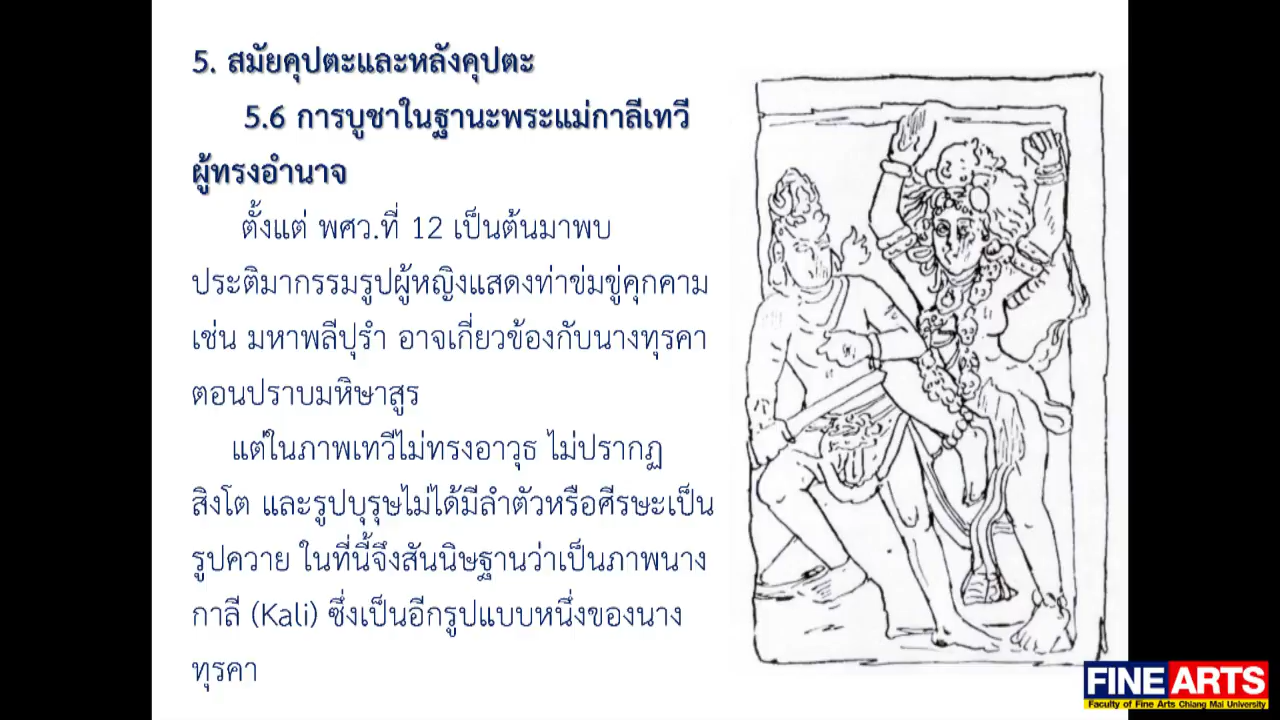 5. สมัยคุปตะและหลังคุปตะ
5.6 การบูชาในฐานะพระแม่กาลีเทวี
ผู้ทรงอำนาจ
ตั้งแต่ พศว.ที่ 12 เป็นต้นมาพบ
ประติมากรรมรูปผู้หญิงแสดงท่าข่มขู่คุกคาม
เช่น มหาพลีปุรำ อาจเกี่ยวข้องกับนางทุรคา
ตอนปราบมหิษาสูร
แต่ในภาพเทวีไม่ทรงอาวุธ ไม่ปรากฏ
สิงโต และรูปบุรุษไม่ได้มีลำตัวหรือศีรษะเป็น
รูปควาย ในที่นี้จึงสันนิษฐานว่าเป็นภาพนาง
กาลี (Kali) ซึ่งเป็นอีกรูปแบบหนึ่งของนาง
ทุรคา
FINE ARTS
Faculty of Fine Arts Chiang Mai University